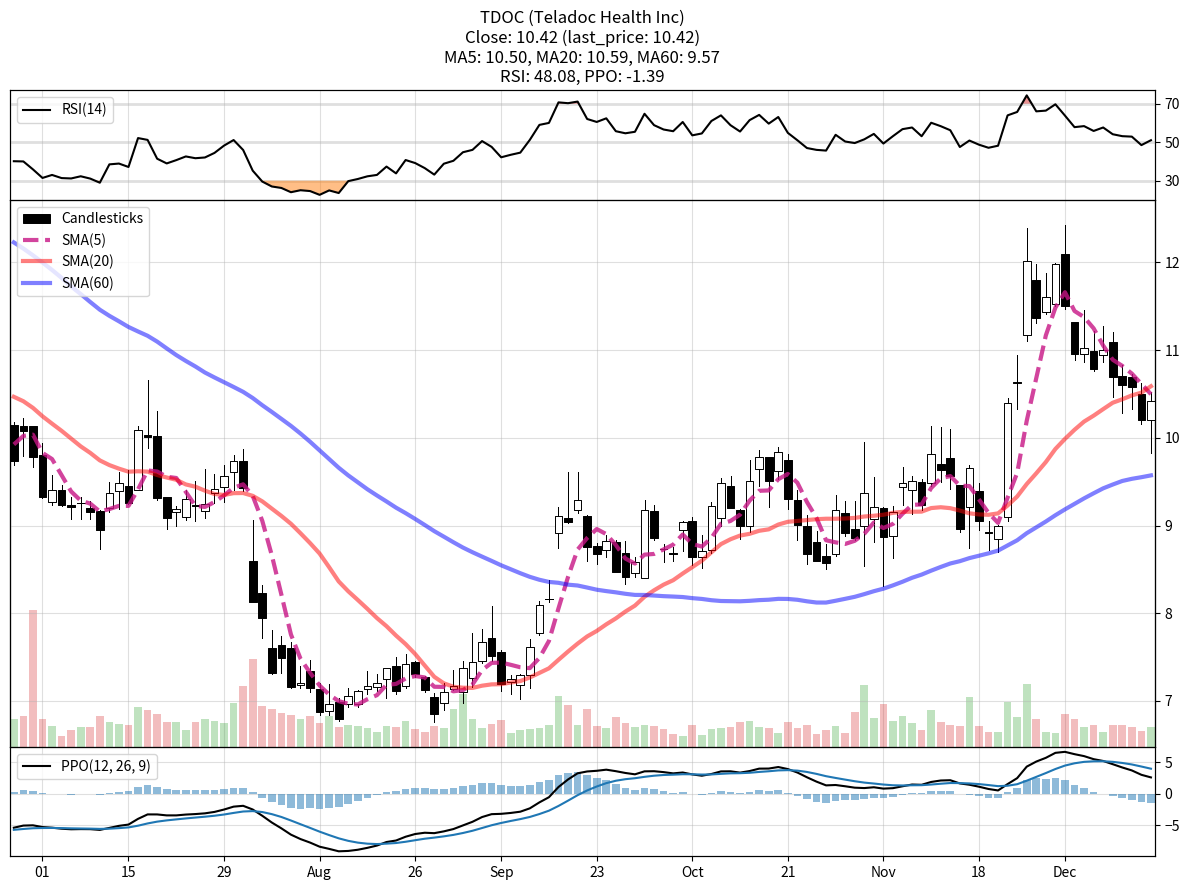 TDOC (Teladoc Health Inc)
Close: 10.42 (last_price: 10.42)
MA5: 10.50, MA20: 10.59, MA60: 9.57
RSI: 48.08, PPO: -1.39
RSI(14)
70
50
30
Candlesticks
SMA(5)
SMA(20)
SMA(60)
12
11
10
9
8
7
PPO(12, 26, 9)
5
0
−5
01 15 29 Aug 26 Sep 23 Oct 21 Nov 18 Dec